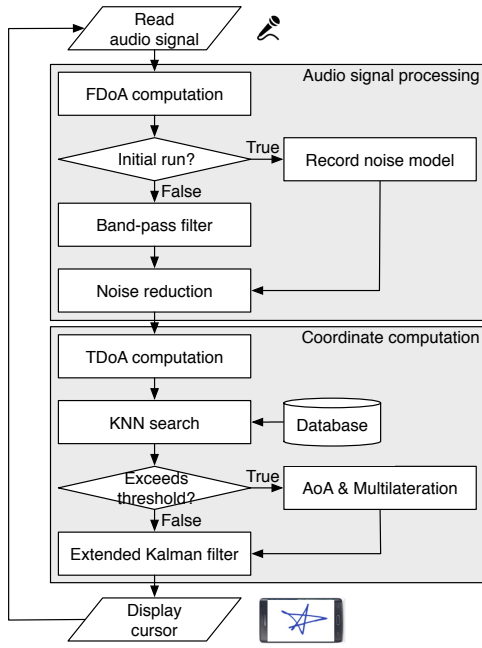 Read
audio signal
Audio signal processing
FDoA computation
Initial run?
True
Record noise model
False
Band-pass filter
Noise reduction
Coordinate computation
TDoA computation
KNN search
Database
Exceeds
threshold?
True
AoA & Multilateration
False
Extended Kalman filter
Display
cursor